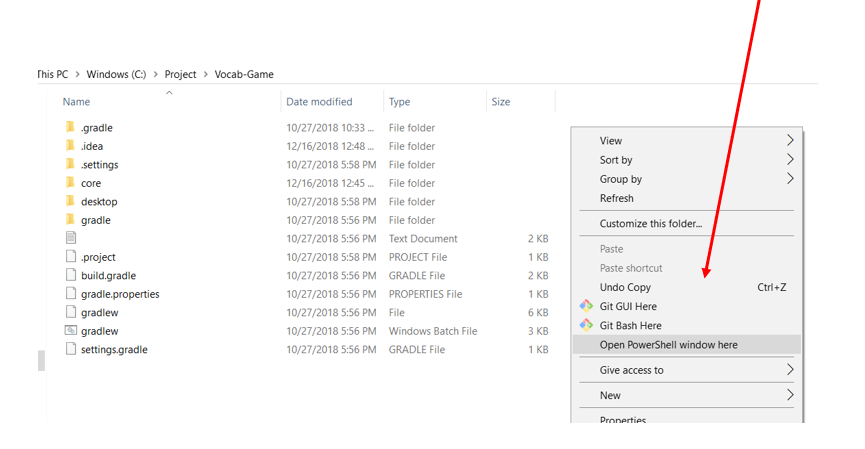 This PC > Windows (C:) > Project > Vocab-Game
Name Date modified Type Size
.gradle 10/27/2018 10:33 ... File folder
.idea 12/16/2018 12:48 ... File folder
.settings 10/27/2018 5:58 PM File folder
core 12/16/2018 12:45 ... File folder
desktop 10/27/2018 5:58 PM File folder
gradle 10/27/2018 5:56 PM File folder
10/27/2018 5:56 PM Text Document 2 KB
.project 10/27/2018 5:58 PM PROJECT File 1 KB
build.gradle 10/27/2018 5:56 PM GRADLE File 2 KB
gradle.properties 10/27/2018 5:56 PM PROPERTIES File 1 KB
gradlew 10/27/2018 5:56 PM File 6 KB
gradlew 10/27/2018 5:56 PM Windows Batch File 3 KB
settings.gradle 10/27/2018 5:56 PM GRADLE File 1 KB
View
Sort by
Group by
Refresh
Customize this folder...
Paste
Paste shortcut
Undo Copy Ctrl+Z
Git GUI Here
Git Bash Here
Open PowerShell window here
Give access to
New
Properties